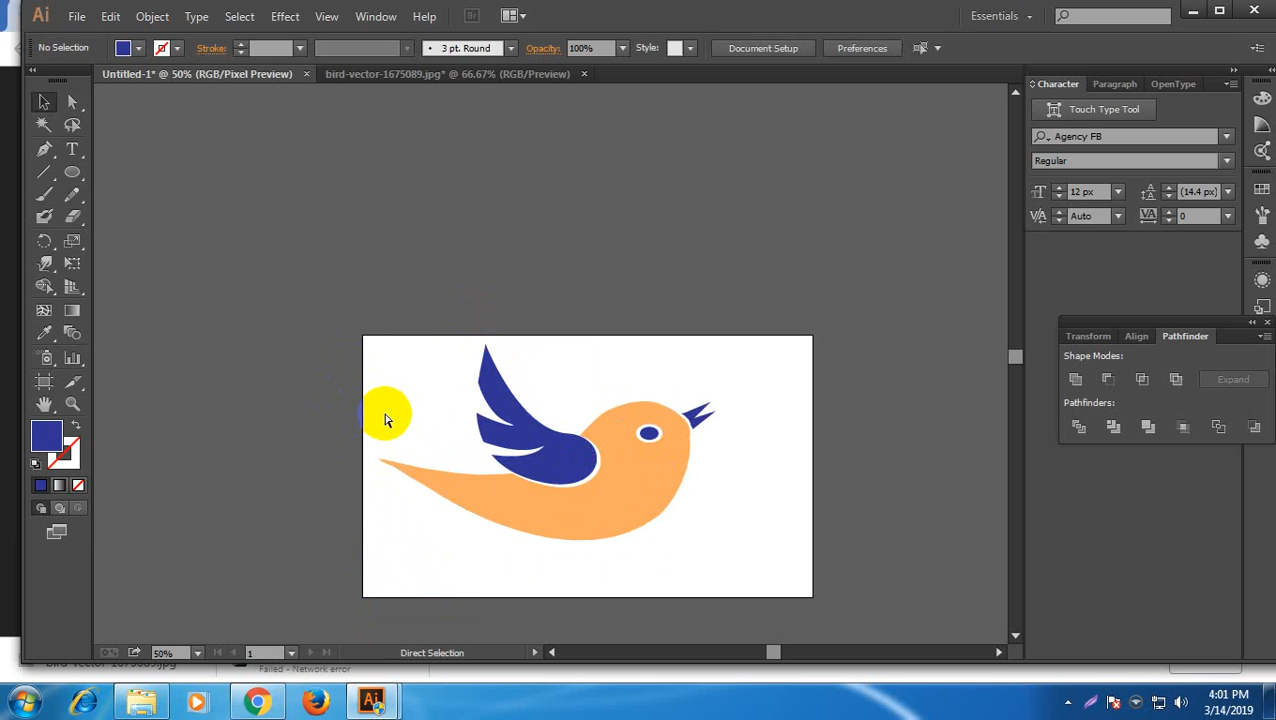 Ai File Edit Object Type Select Effect View Window Help Br Essentials
No Selection Stroke: 3 pt. Round Opacity: 100% Style: Document Setup Preferences
Untitled-1* @ 50% (RGB/Pixel Preview) × bird-vector-1675089.jpg* @ 66.67% (RGB/Preview) ×
Character Paragraph OpenType
Touch Type Tool
Agency FB
Regular
12 px (14.4 px)
Auto 0
Transform Align Pathfinder
Shape Modes:
Expand
Pathfinders:
50% 1 Direct Selection
bird-vector-1675089.jpg Failed - Network error
Ai 4:01 PM
3/14/2019